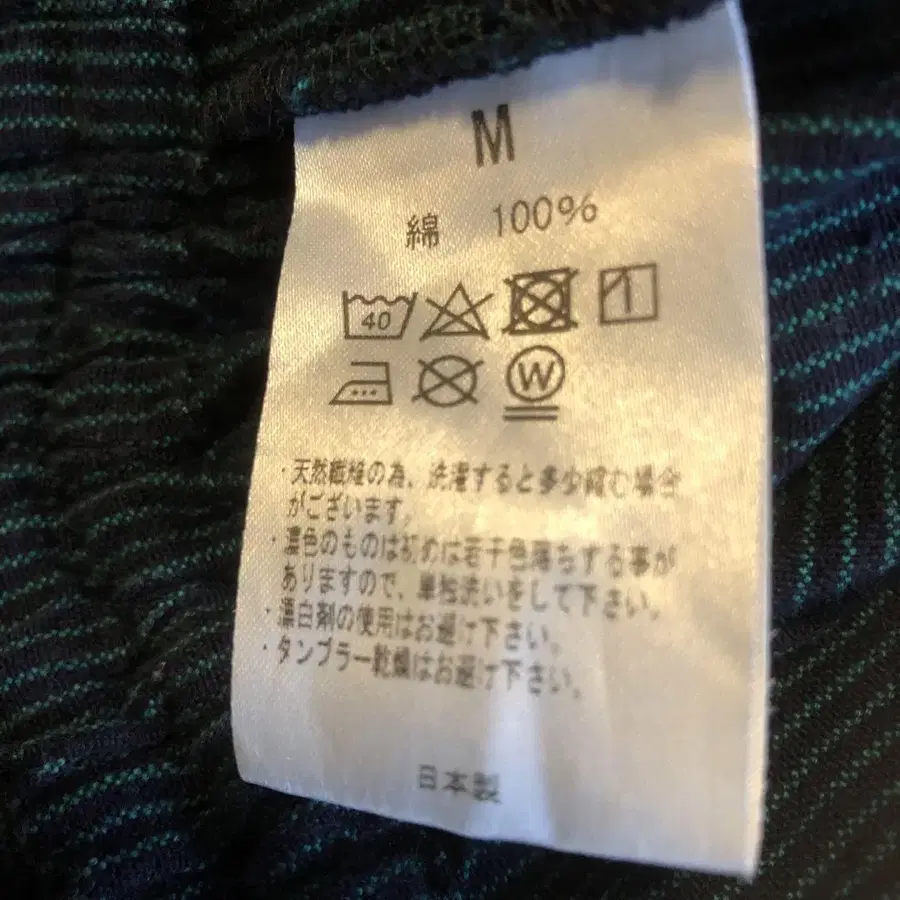 M
綿 100%
40
W
・天然繊維の為、洗濯すると多少縮む場合
がございます。
・濃色のものは初めは若干色落ちする事が
ありますので、単独洗いをして下さい。
・漂白剤の使用はお避け下さい。
・タンブラー乾燥はお避け下さい。
日本製